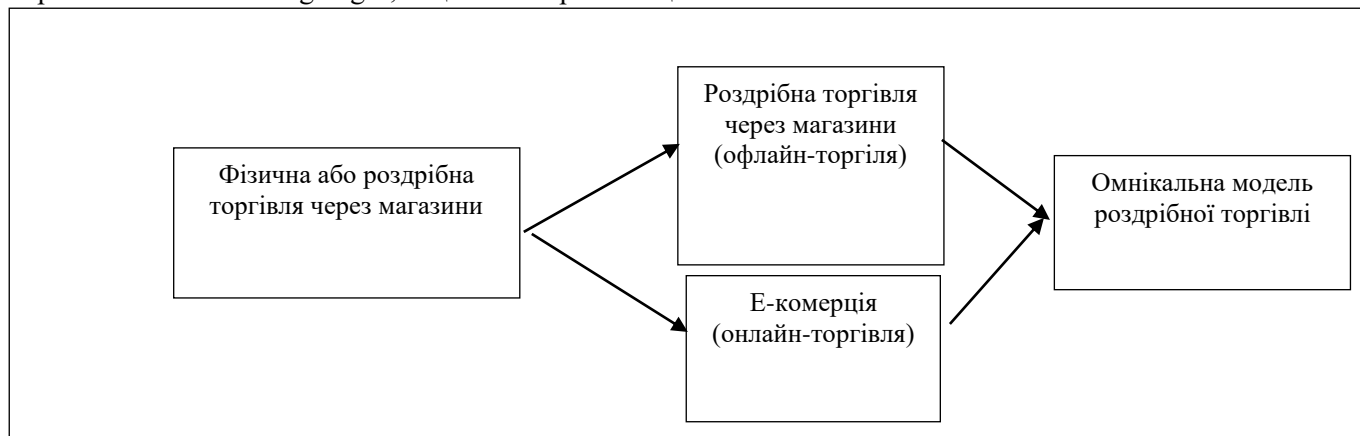 Фізична або роздрібна
торгівля через магазини
Роздрібна торгівля
через магазини
(офлайн-торгіля)
Е-комерція
(онлайн-торгівля)
Омнікальна модель
роздрібної торгівлі